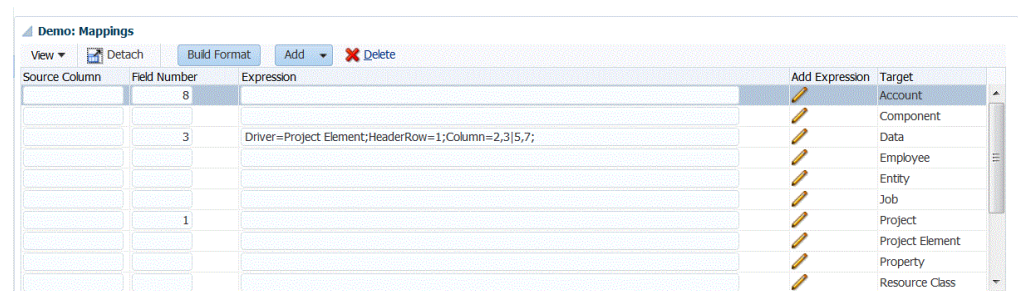 Demo: Mappings
View Detach Build Format Add Delete
Source Column Field Number Expression Add Expression Target
8 Account
Component
3 Driver=Project Element;HeaderRow=1;Column=2,3|5,7; Data
Employee
Entity
Job
1 Project
Project Element
Property
Resource Class